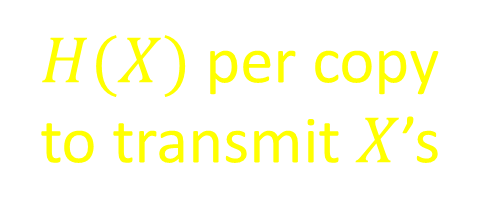 H(X) per copy
to transmit X’s